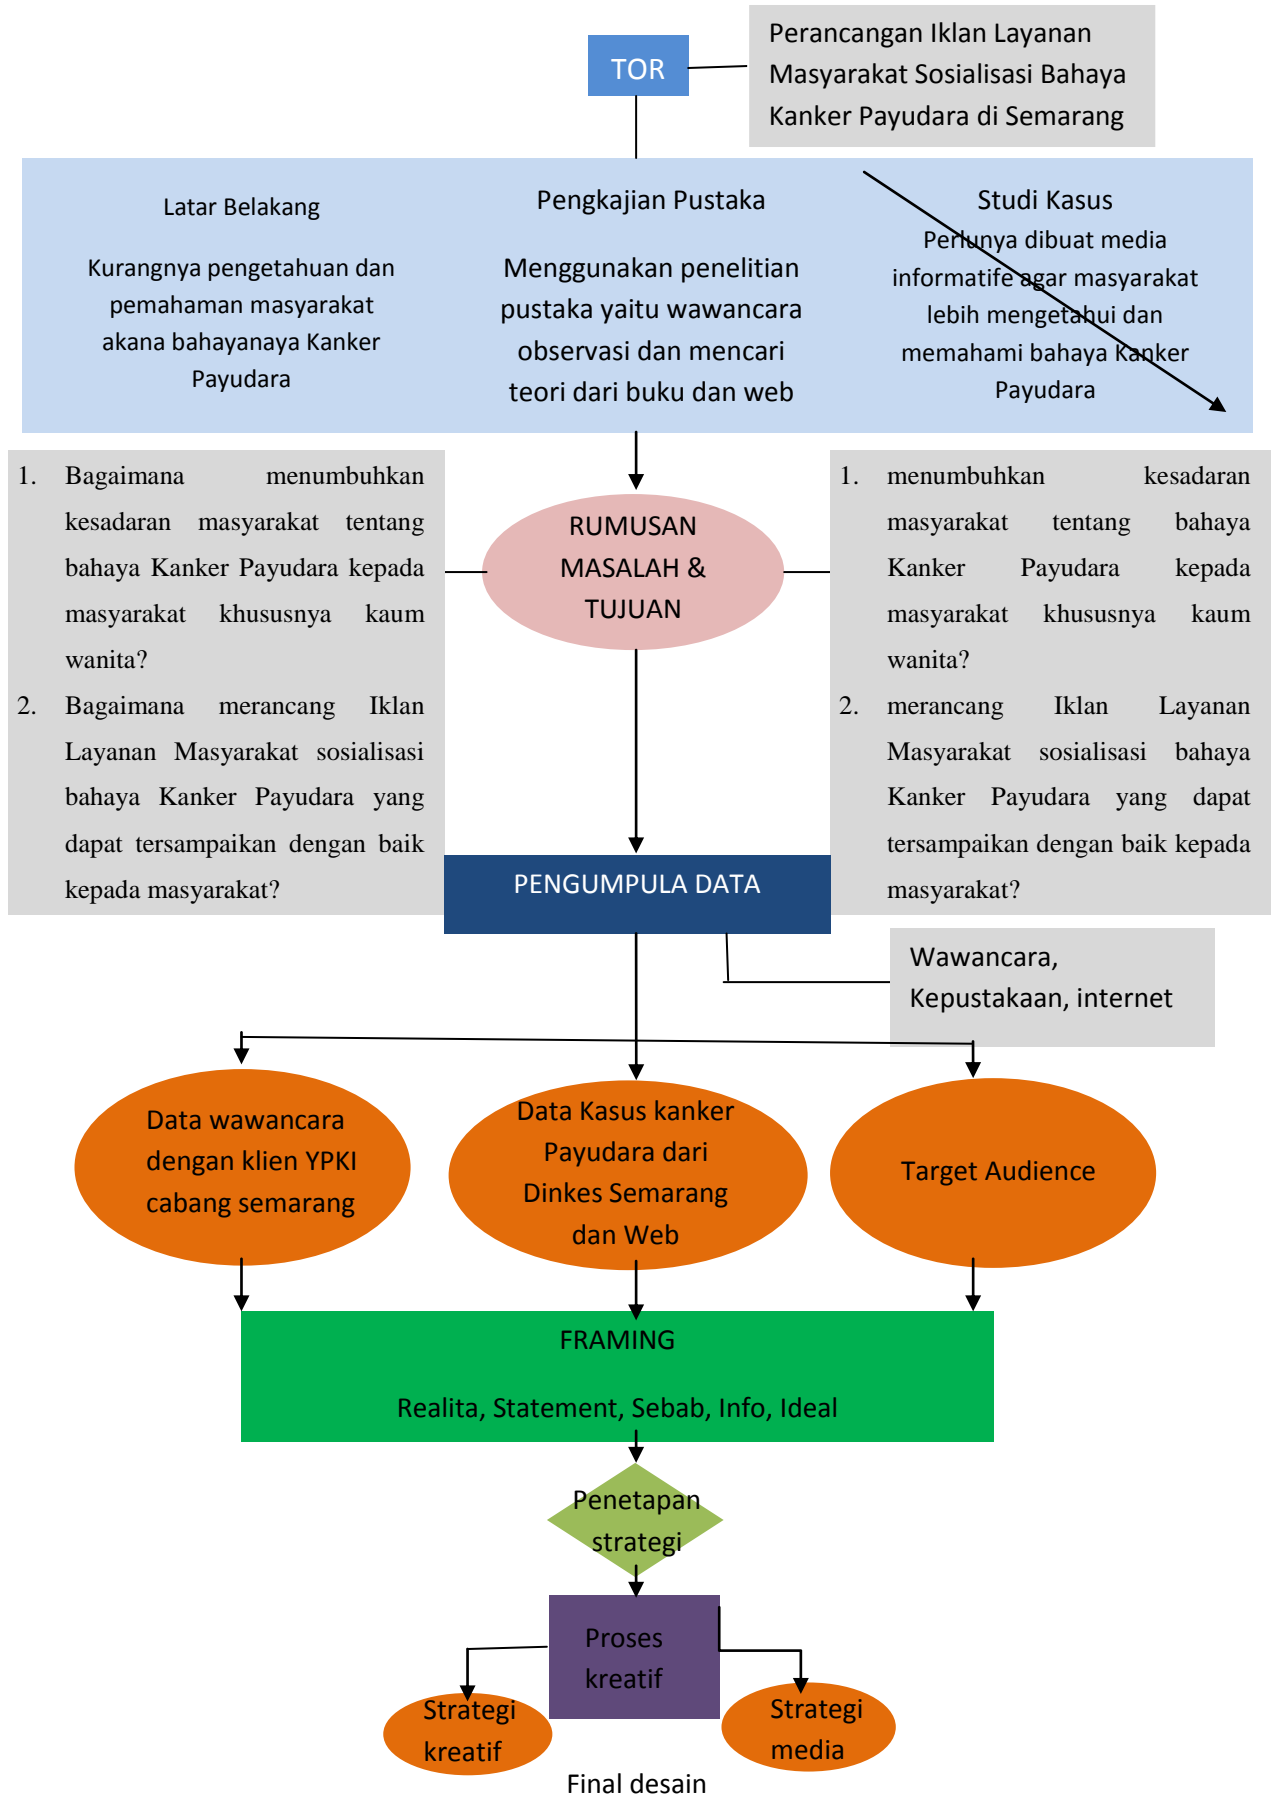 TOR
Perancangan Iklan Layanan
Masyarakat Sosialisasi Bahaya
Kanker Payudara di Semarang
Latar Belakang
Kurangnya pengetahuan dan
pemahaman masyarakat
akana bahayanaya Kanker
Payudara
Pengkajian Pustaka
Menggunakan penelitian
pustaka yaitu wawancara
observasi dan mencari
teori dari buku dan web
Studi Kasus
Perlunya dibuat media
informatife agar masyarakat
lebih mengetahui dan
memahami bahaya Kanker
Payudara
1. Bagaimana menumbuhkan
kesadaran masyarakat tentang
bahaya Kanker Payudara kepada
masyarakat khususnya kaum
wanita?
2. Bagaimana merancang Iklan
Layanan Masyarakat sosialisasi
bahaya Kanker Payudara yang
dapat tersampaikan dengan baik
kepada masyarakat?
RUMUSAN
MASALAH &
TUJUAN
1. menumbuhkan kesadaran
masyarakat tentang bahaya
Kanker Payudara kepada
masyarakat khususnya kaum
wanita?
2. merancang Iklan Layanan
Masyarakat sosialisasi bahaya
Kanker Payudara yang dapat
tersampaikan dengan baik kepada
masyarakat?
PENGUMPULA DATA
Wawancara,
Kepustakaan, internet
Data wawancara
dengan klien YPKI
cabang semarang
Data Kasus kanker
Payudara dari
Dinkes Semarang
dan Web
Target Audience
FRAMING
Realita, Statement, Sebab, Info, Ideal
Penetapan
strategi
Proses
kreatif
Strategi
kreatif
Strategi
media
Final desain